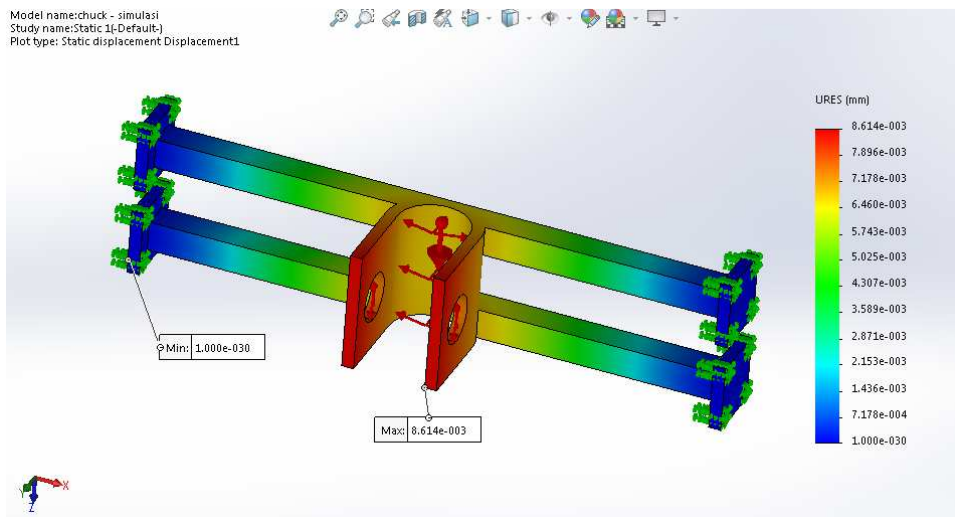 Model name:chuck - simulasi
Study name:Static 1(-Default-)
Plot type: Static displacement Displacement1
URES (mm)
8.614e-003
7.896e-003
7.178e-003
6.460e-003
5.743e-003
5.025e-003
4.307e-003
3.589e-003
2.871e-003
2.153e-003
1.436e-003
7.178e-004
1.000e-030
Min: 1.000e-030
Max: 8.614e-003
Y
X
Z